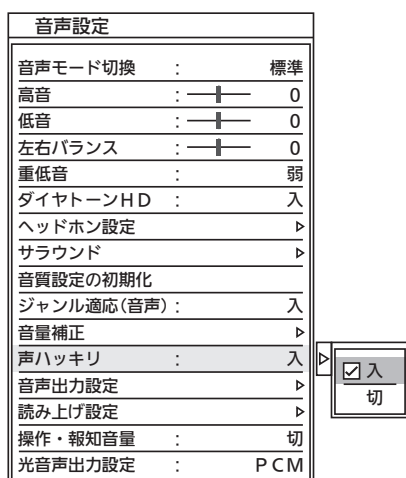 音声設定
音声モード切換 : 標準
高音 : 0
低音 : 0
左右バランス : 0
重低音 : 弱
ダイヤトーンHD : 入
ヘッドホン設定
サラウンド
音質設定の初期化
ジャンル適応(音声) : 入
音量補正
声ハッキリ : 入
入
切
音声出力設定
読み上げ設定
操作・報知音量 : 切
光音声出力設定 : PCM